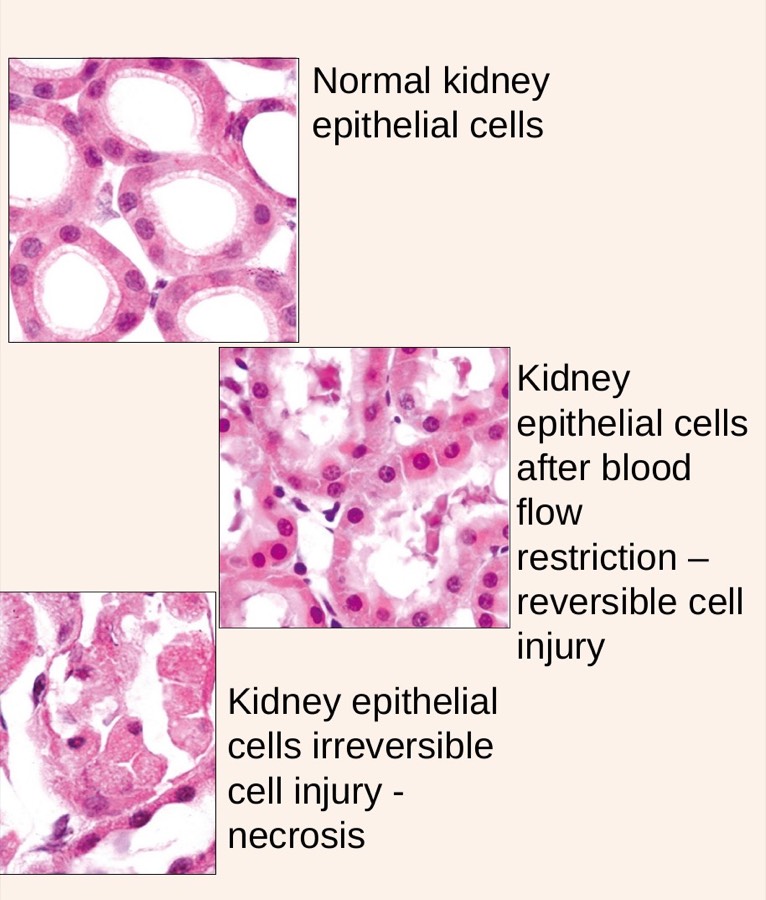 Normal kidney
epithelial cells
Kidney
epithelial cells
after blood
flow
restriction –
reversible cell
injury
Kidney epithelial
cells irreversible
cell injury -
necrosis